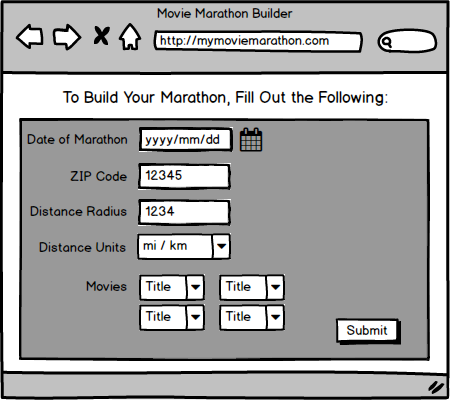 Movie Marathon Builder
http://mymoviemarathon.com
To Build Your Marathon, Fill Out the Following:
Date of Marathon yyyy/mm/dd
ZIP Code 12345
Distance Radius 1234
Distance Units mi / km
Movies Title Title
Title Title
Submit